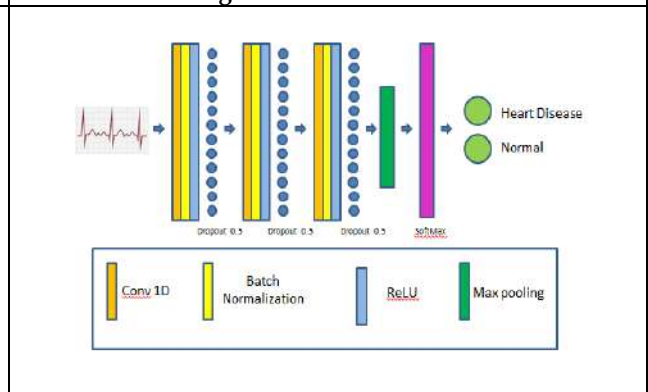 Heart Disease
Normal
Dropout 0.5
Dropout 0.5
Dropout 0.5
SoftMax
Conv 1D
Batch
Normalization
ReLU
Max pooling